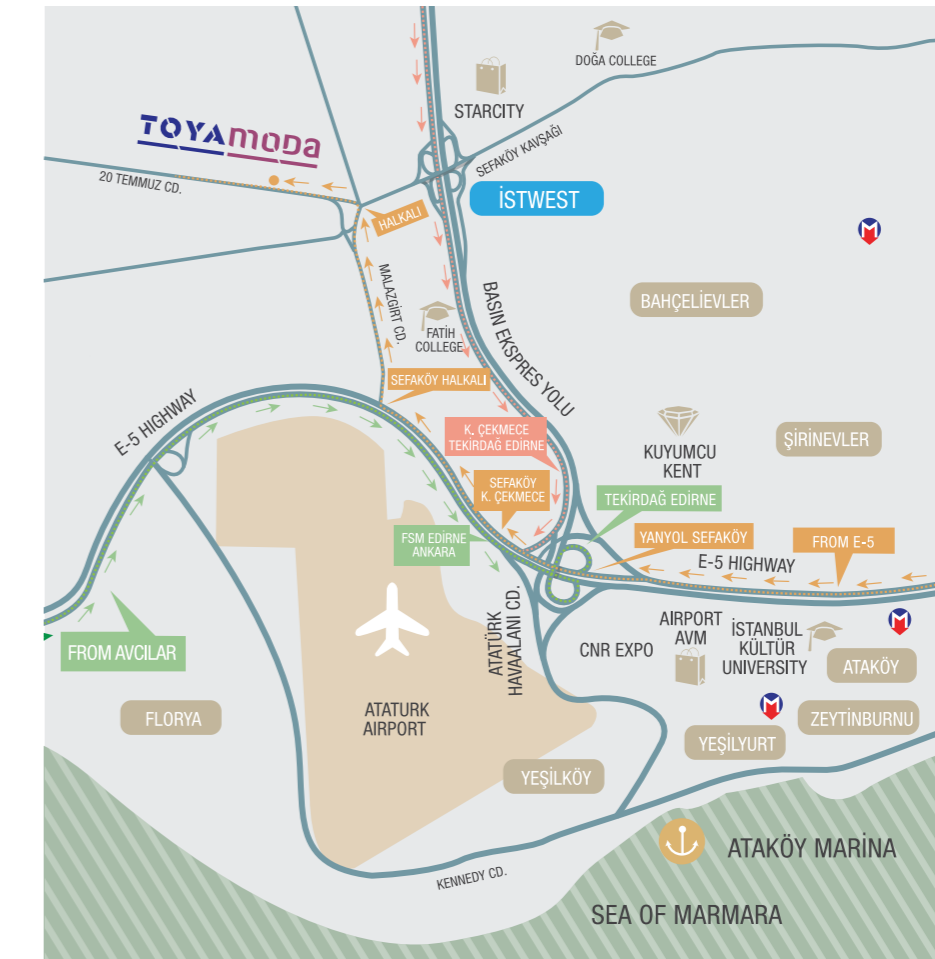 DOĞA COLLEGE
STARCITY
TOYAMODA
SEFAKÖY KAVŞAĞI
20 TEMMUZ CD.
İSTWEST
HALKALI
MALAZGİRT CD.
BASIN EKSPRES YOLU
BAHÇELİEVLER
FATİH
COLLEGE
SEFAKÖY HALKALI
E-5 HIGHWAY
K. ÇEKMECE
TEKİRDAĞ EDİRNE
KUYUMCU
KENT
ŞİRİNEVLER
SEFAKÖY
K. ÇEKMECE
TEKİRDAĞ EDİRNE
FSM EDİRNE
ANKARA
YANYOL SEFAKÖY
FROM E-5
E-5 HIGHWAY
FROM AVCILAR
ATATÜRK
HAVAALANI CD.
CNR EXPO
AIRPORT
AVM
İSTANBUL
KÜLTÜR
UNIVERSITY
ATAKÖY
FLORYA
ATATURK
AIRPORT
ZEYTİNBURNU
YEŞİLYURT
YEŞİLKÖY
ATAKÖY MARİNA
KENNEDY CD.
SEA OF MARMARA
M
M
M